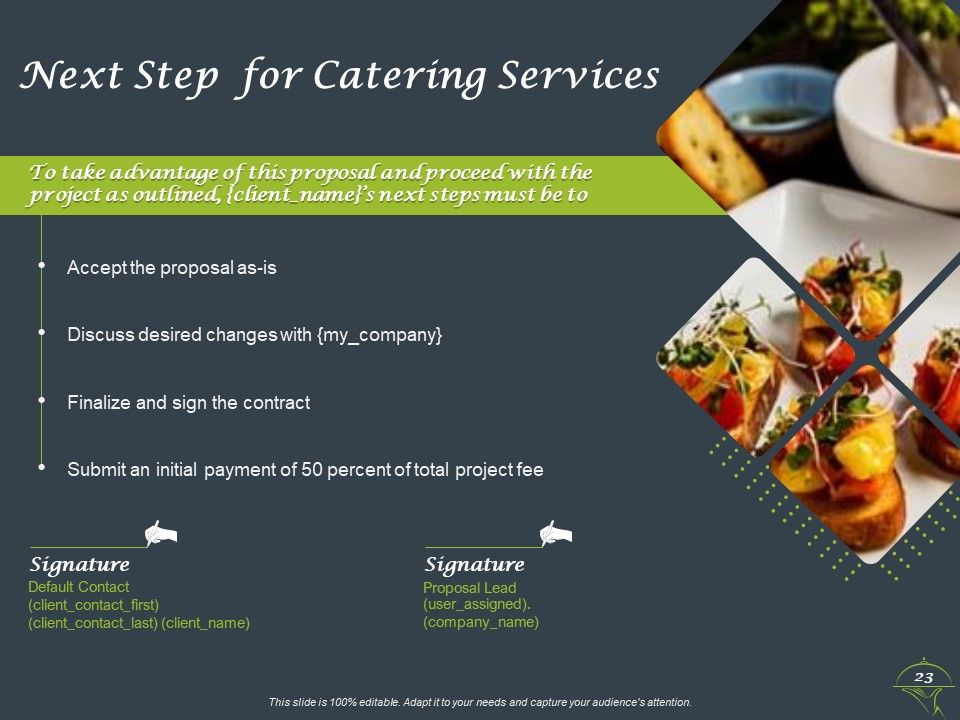 Next Step for Catering Services
To take advantage of this proposal and proceed with the
project as outlined, {client_name}'s next steps must be to
• Accept the proposal as-is
• Discuss desired changes with {my_company}
• Finalize and sign the contract
• Submit an initial payment of 50 percent of total project fee
Signature
Default Contact
(client_contact_first)
(client_contact_last) (client_name)
Signature
Proposal Lead
(user_assigned).
(company_name)
23
This slide is 100% editable. Adapt it to your needs and capture your audience's attention.